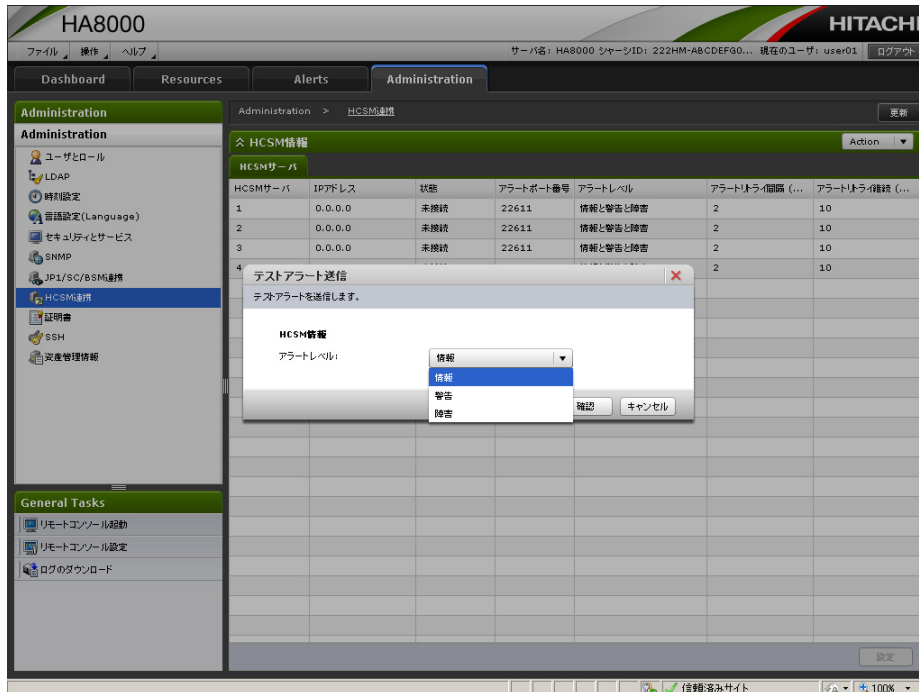 HA8000
HITACHI
ファイル 操作 ヘルプ
サーバ名: HA8000 シャーシID: 222HM-ABCDEFG0... 現在のユーザ: user01 ログアウト
Dashboard Resources Alerts Administration
Administration
Administration > HCSM連携 更新
Administration
ユーザとロール
LDAP
時刻設定
言語設定(Language)
セキュリティとサービス
SNMP
JP1/SC/BSM連携
HCSM連携
証明書
SSH
資産管理情報
HCSM情報 Action
HCSMサーバ
HCSMサーバ IPアドレス 状態 アラートポート番号 アラートレベル アラートリトライ間隔 (... アラートリトライ継続 (...
1 0.0.0.0 未接続 22611 情報と警告と障害 2 10
2 0.0.0.0 未接続 22611 情報と警告と障害 2 10
3 0.0.0.0 未接続 22611 情報と警告と障害 2 10
4 2 10
テストアラート送信
テストアラートを送信します。
HCSM情報
アラートレベル: 情報
情報
警告
障害
確認 キャンセル
General Tasks
リモートコンソール起動
リモートコンソール設定
ログのダウンロード
設定
信頼済みサイト 100%